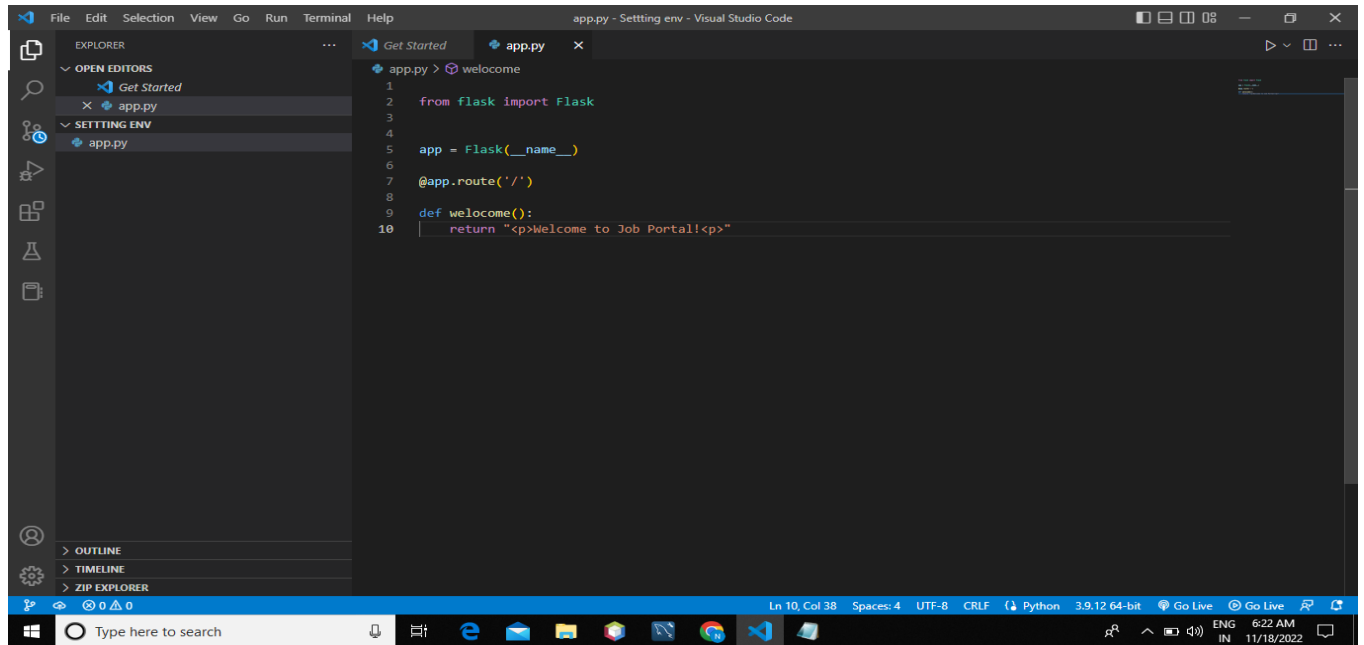 File Edit Selection View Go Run Terminal Help app.py - Settting env - Visual Studio Code
EXPLORER
Get Started app.py
OPEN EDITORS
Get Started
app.py
SETTTING ENV
app.py
app.py > welocome
1
2 from flask import Flask
3
4
5 app = Flask(__name__)
6
7 @app.route('/')
8
9 def welocome():
10 return "<p>Welcome to Job Portal!<p>"
OUTLINE
TIMELINE
ZIP EXPLORER
0 0 Ln 10, Col 38 Spaces: 4 UTF-8 CRLF Python 3.9.12 64-bit Go Live Go Live
Type here to search
ENG 6:22 AM
IN 11/18/2022